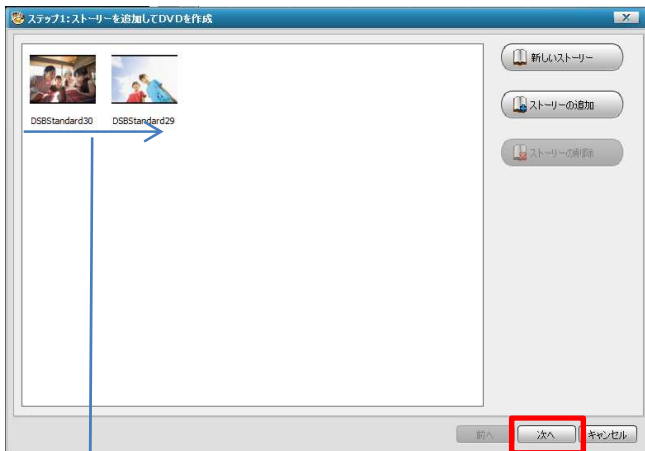 ステップ1:ストーリーを追加してDVDを作成
新しいストーリー
ストーリーの追加
ストーリーの削除
DSBStandard30 DSBStandard29
前へ 次へ キャンセル